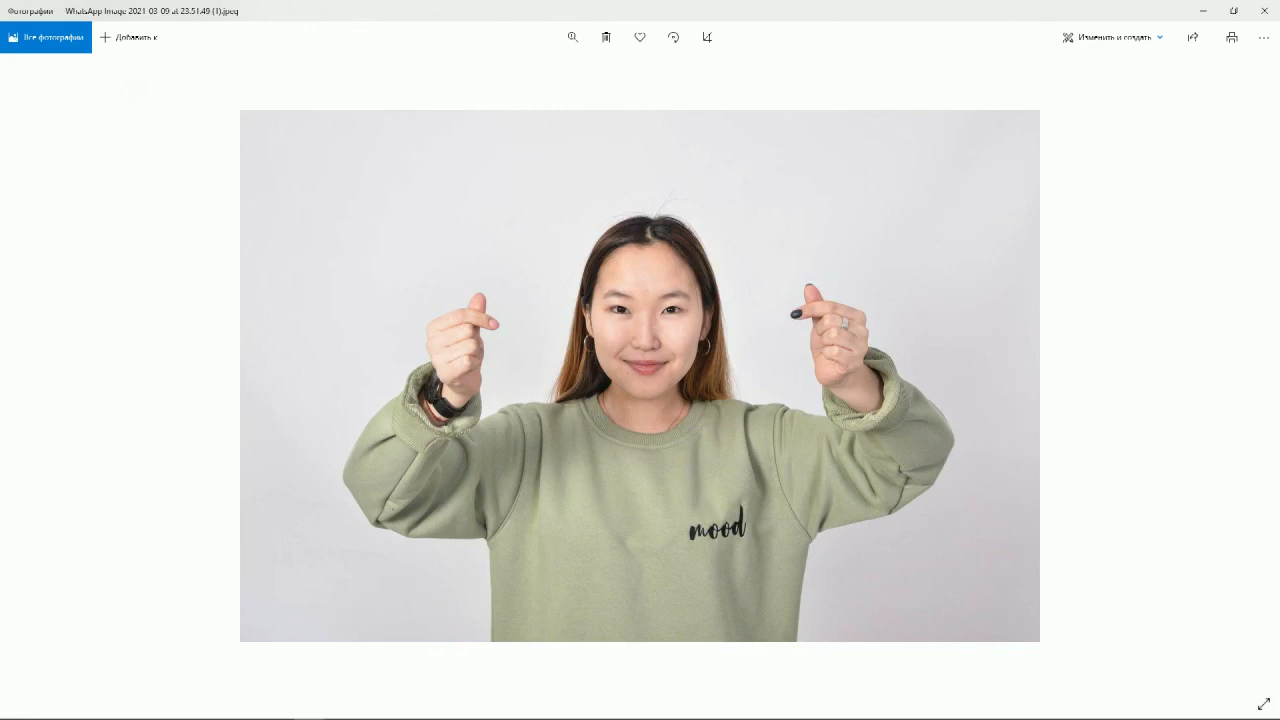 Фотографии
WhatsApp Image 2021-03-09 at 23.51.49 (1).jpeg
Все фотографии
Добавить к
Изменить и создать
mood